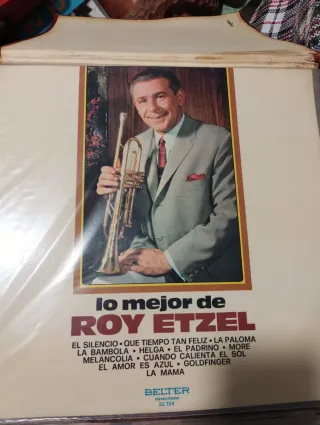 lo mejor de
ROY ETZEL
EL SILENCIO • QUE TIEMPO TAN FELIZ • LA PALOMA
LA BAMBOLA • HELGA • EL PADRINO • MORE
MELANCOLIA • CUANDO CALIENTA EL SOL
EL AMOR ES AZUL • GOLDFINGER
LA MAMA
BELTER